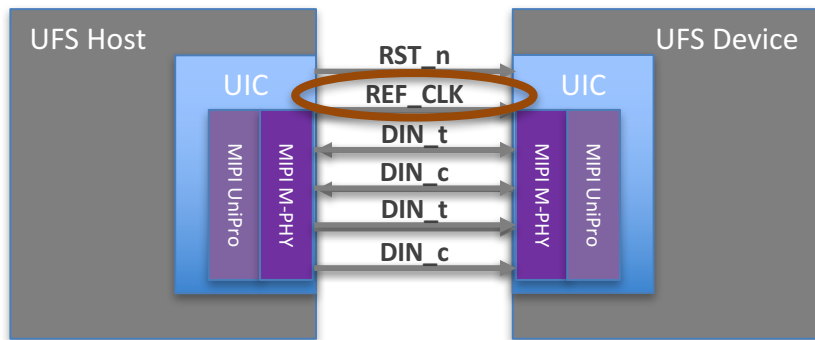 UFS Host
UFS Device
RST_n
UIC
UIC
REF_CLK
DIN_t
DIN_c
DIN_t
DIN_c
MIPI UniPro
MIPI M-PHY
MIPI M-PHY
MIPI UniPro